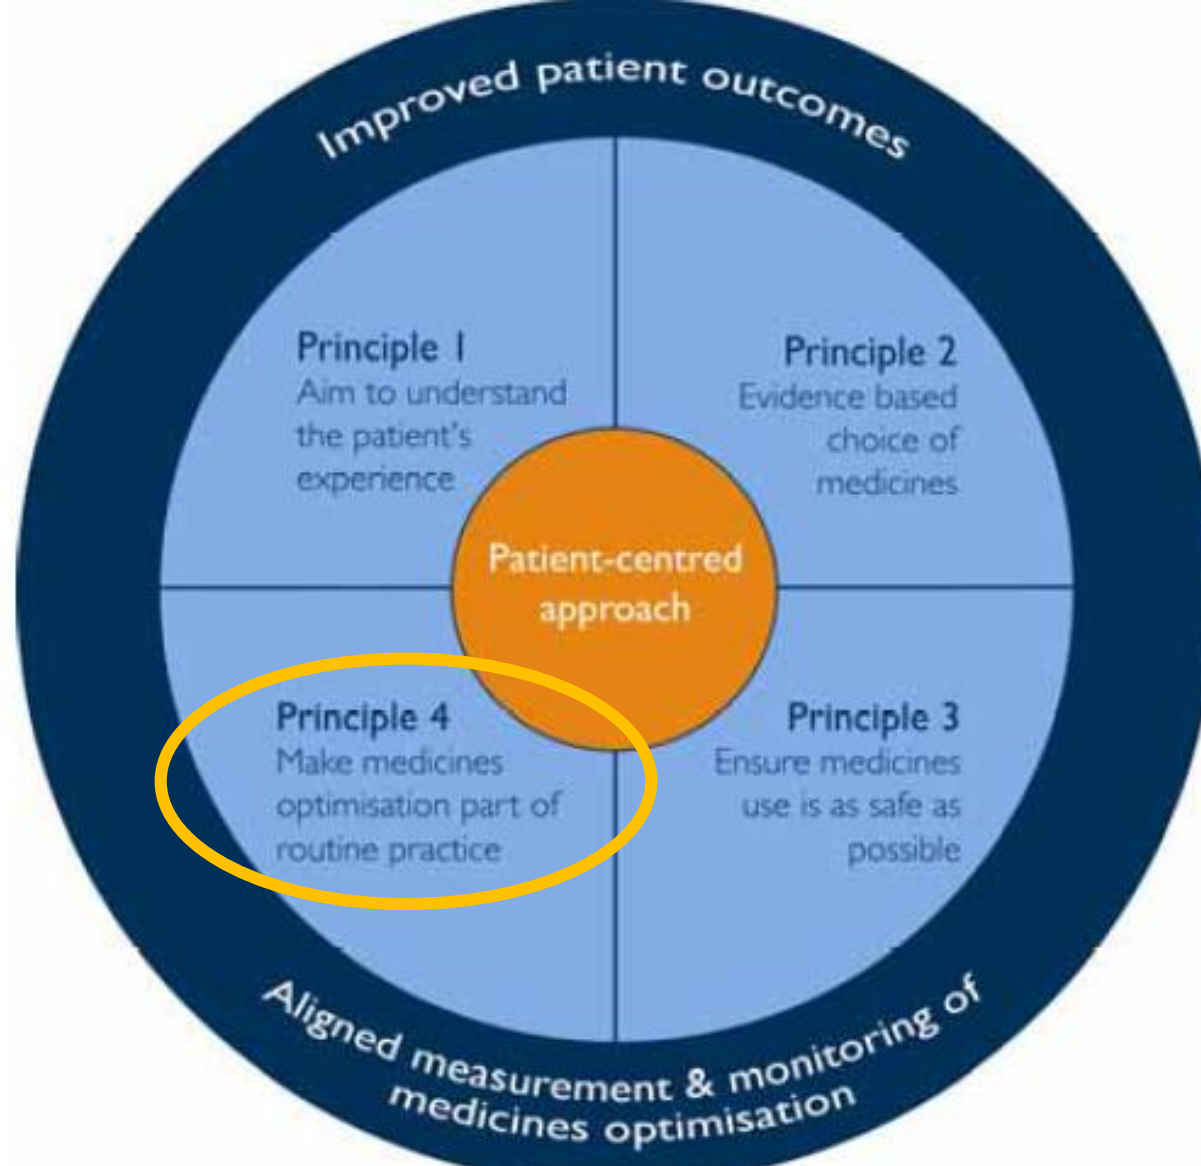 Improved patient outcomes
Principle 1
Aim to understand
the patient's
experience
Principle 2
Evidence based
choice of
medicines
Patient-centred
approach
Principle 4
Make medicines
optimisation part of
routine practice
Principle 3
Ensure medicines
use is as safe as
possible
Aligned measurement & monitoring of
medicines optimisation